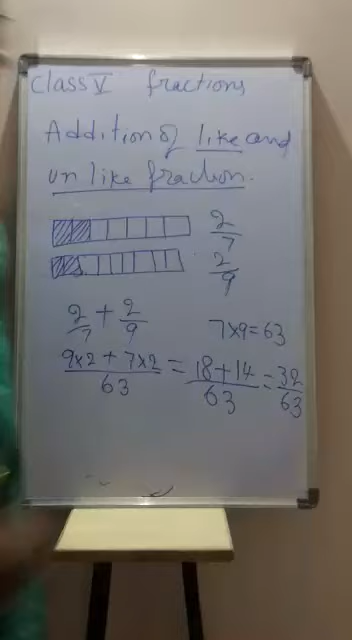 Class V fractions
Addition of like and
un like fraction.
2/7
2/9
2/7 + 2/9
7x9=63
9x2 + 7x2/63 = 18+14/63 = 32/63